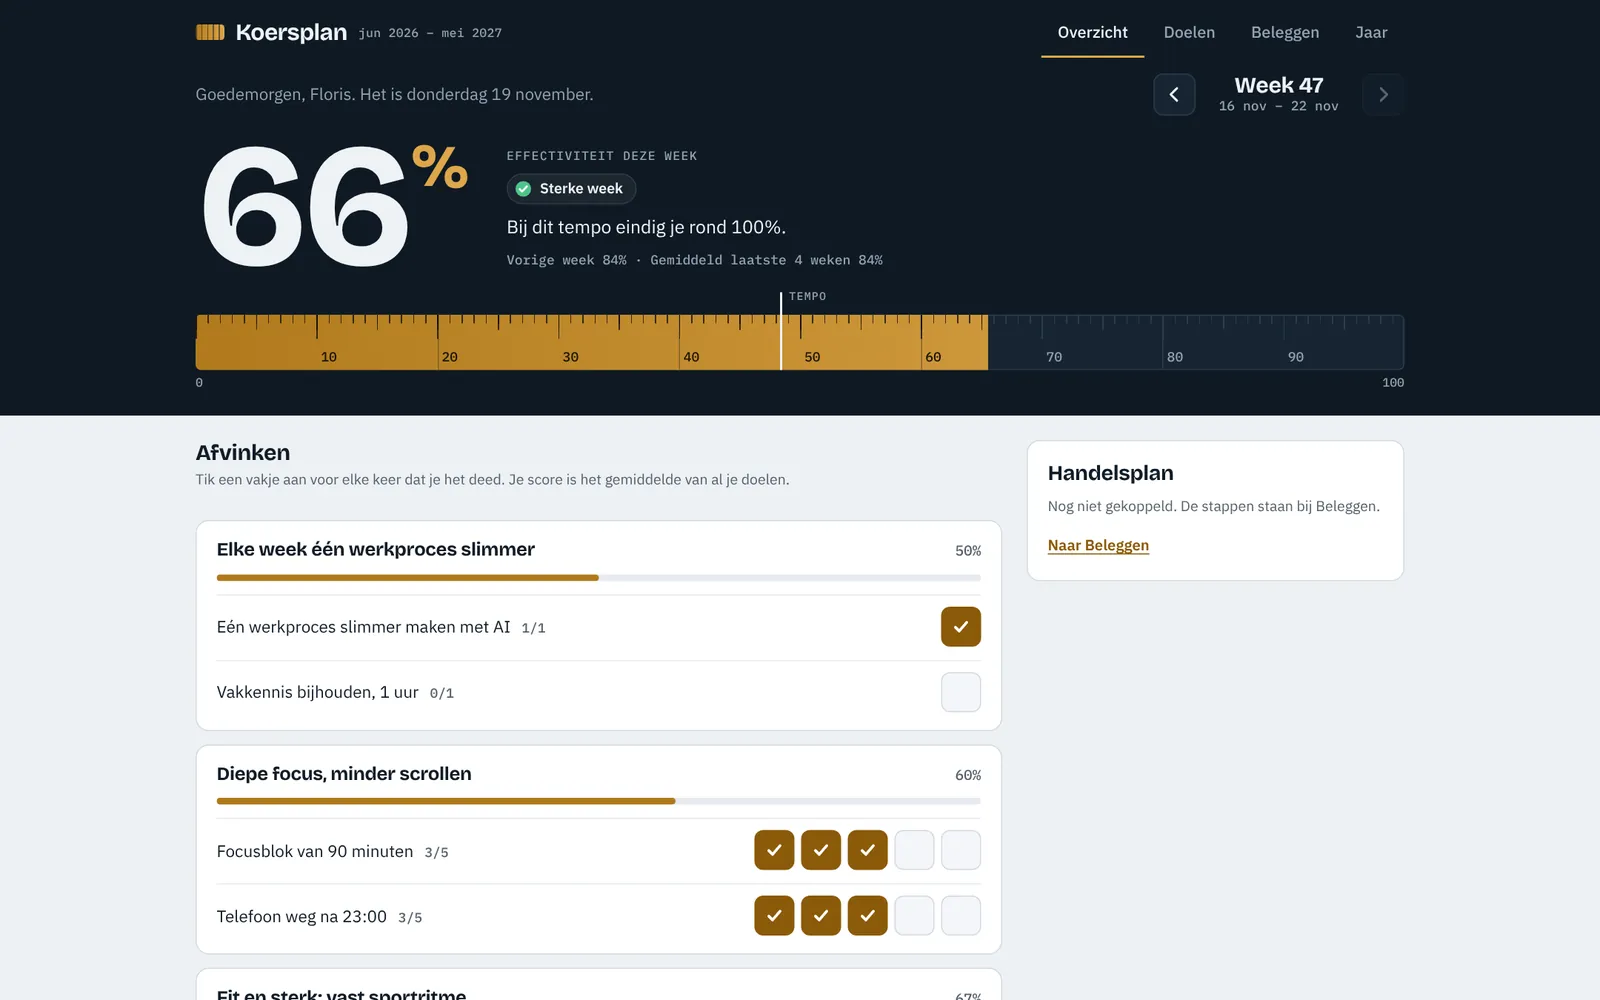 Koersplan jun 2026 – mei 2027
Overzicht Doelen Beleggen Jaar
Goedemorgen, Floris. Het is donderdag 19 november.
Week 47
16 nov – 22 nov
66%
EFFECTIVITEIT DEZE WEEK
Sterke week
Bij dit tempo eindig je rond 100%.
Vorige week 84% · Gemiddeld laatste 4 weken 84%
TEMPO
10 20 30 40 50 60 70 80 90
0 100
Afvinken
Tik een vakje aan voor elke keer dat je het deed. Je score is het gemiddelde van al je doelen.
Elke week één werkproces slimmer 50%
Eén werkproces slimmer maken met AI 1/1
Vakkennis bijhouden, 1 uur 0/1
Diepe focus, minder scrollen 60%
Focusblok van 90 minuten 3/5
Telefoon weg na 23:00 3/5
Fit en sterk: vast sportritme 67%
Handelsplan
Nog niet gekoppeld. De stappen staan bij Beleggen.
Naar Beleggen